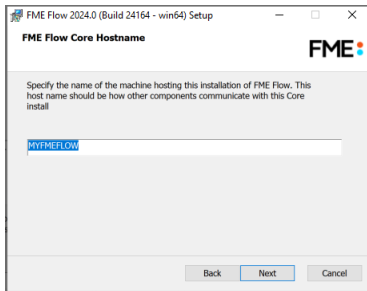 FME Flow 2024.0 (Build 24164 - win64) Setup
FME Flow Core Hostname
FME
Specify the name of the machine hosting this installation of FME Flow. This
host name should be how other components communicate with this Core
install
MYFMEFLOW
Back Next Cancel